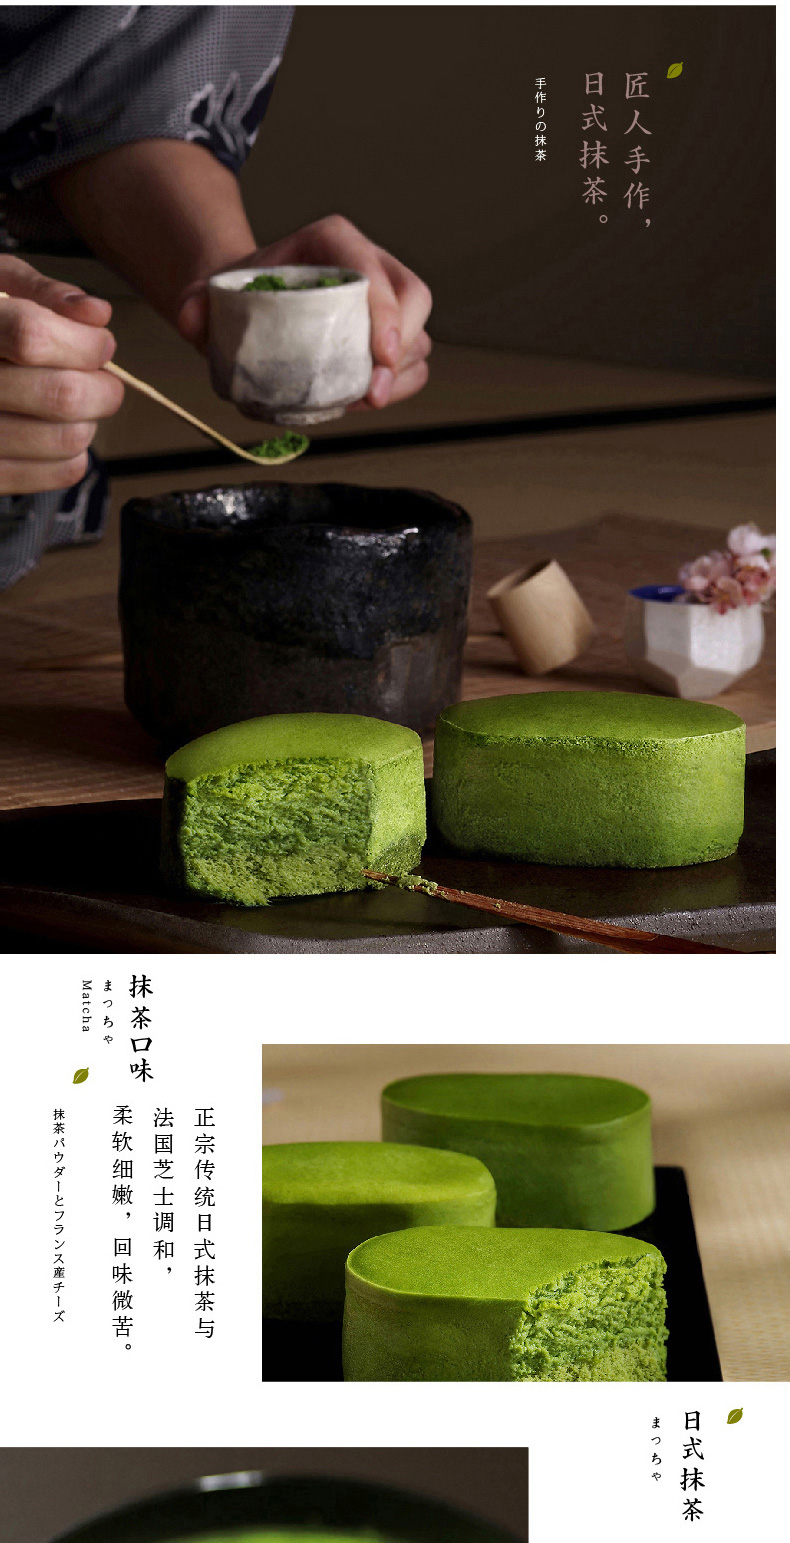 匠人手作，
日式抹茶。
手作りの抹茶
抹茶口味
まっちゃ
Matcha
正宗传统日式抹茶与
法国芝士调和，
柔软细嫩，回味微苦。
抹茶パウダーとフランス産チーズ
日式抹茶
まっちゃ